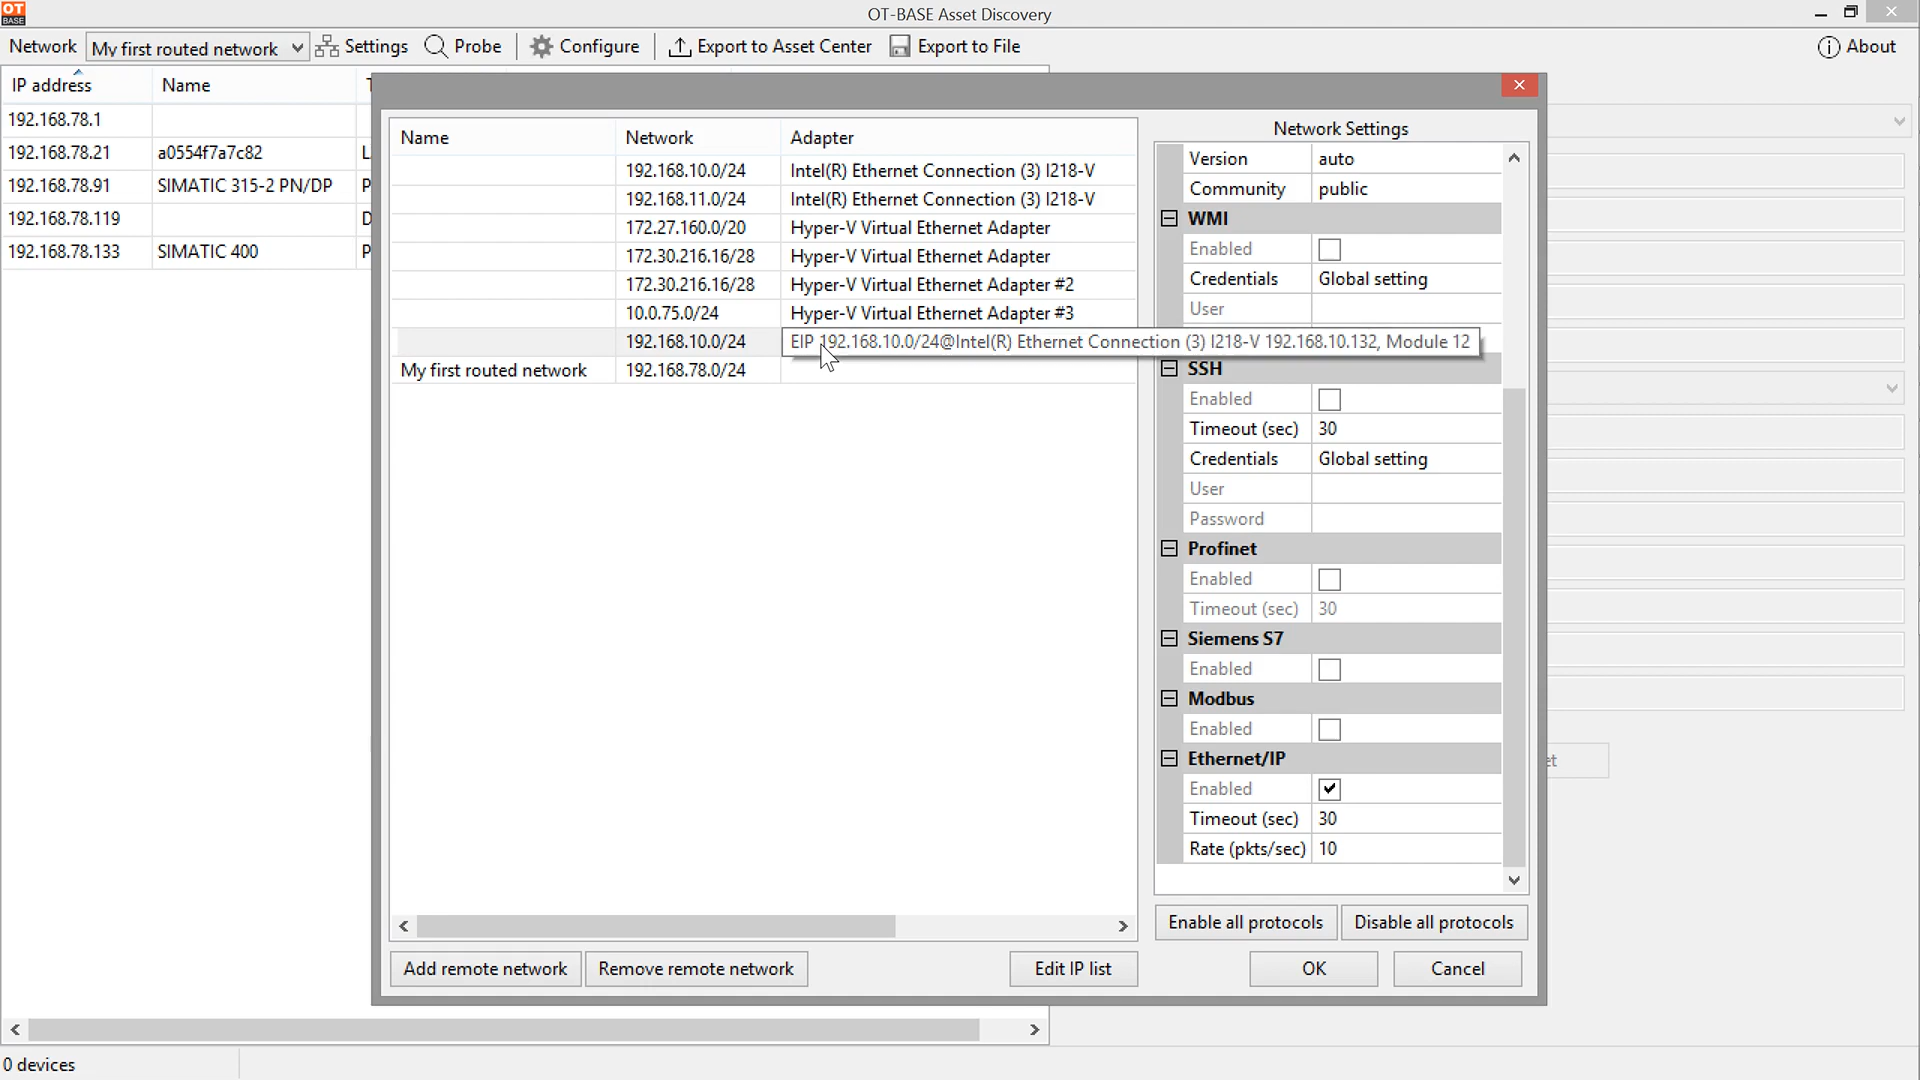 OT BASE
OT-BASE Asset Discovery
Network My first routed network Settings Probe Configure Export to Asset Center Export to File About
IP address Name T
192.168.78.1
192.168.78.21 a0554f7a7c82
192.168.78.91 SIMATIC 315-2 PN/DP P
192.168.78.119 D
192.168.78.133 SIMATIC 400 P
Name Network Adapter
192.168.10.0/24 Intel(R) Ethernet Connection (3) I218-V
192.168.11.0/24 Intel(R) Ethernet Connection (3) I218-V
172.27.160.0/20 Hyper-V Virtual Ethernet Adapter
172.30.216.16/28 Hyper-V Virtual Ethernet Adapter
172.30.216.16/28 Hyper-V Virtual Ethernet Adapter #2
10.0.75.0/24 Hyper-V Virtual Ethernet Adapter #3
192.168.10.0/24 EIP 192.168.10.0/24@Intel(R) Ethernet Connection (3) I218-V 192.168.10.132, Module 12
My first routed network 192.168.78.0/24
Network Settings
Version auto
Community public
WMI
Enabled
Credentials Global setting
User
SSH
Enabled
Timeout (sec) 30
Credentials Global setting
User
Password
Profinet
Enabled
Timeout (sec) 30
Siemens S7
Enabled
Modbus
Enabled
Ethernet/IP
Enabled
Timeout (sec) 30
Rate (pkts/sec) 10
Enable all protocols Disable all protocols
Add remote network Remove remote network Edit IP list OK Cancel
et
0 devices